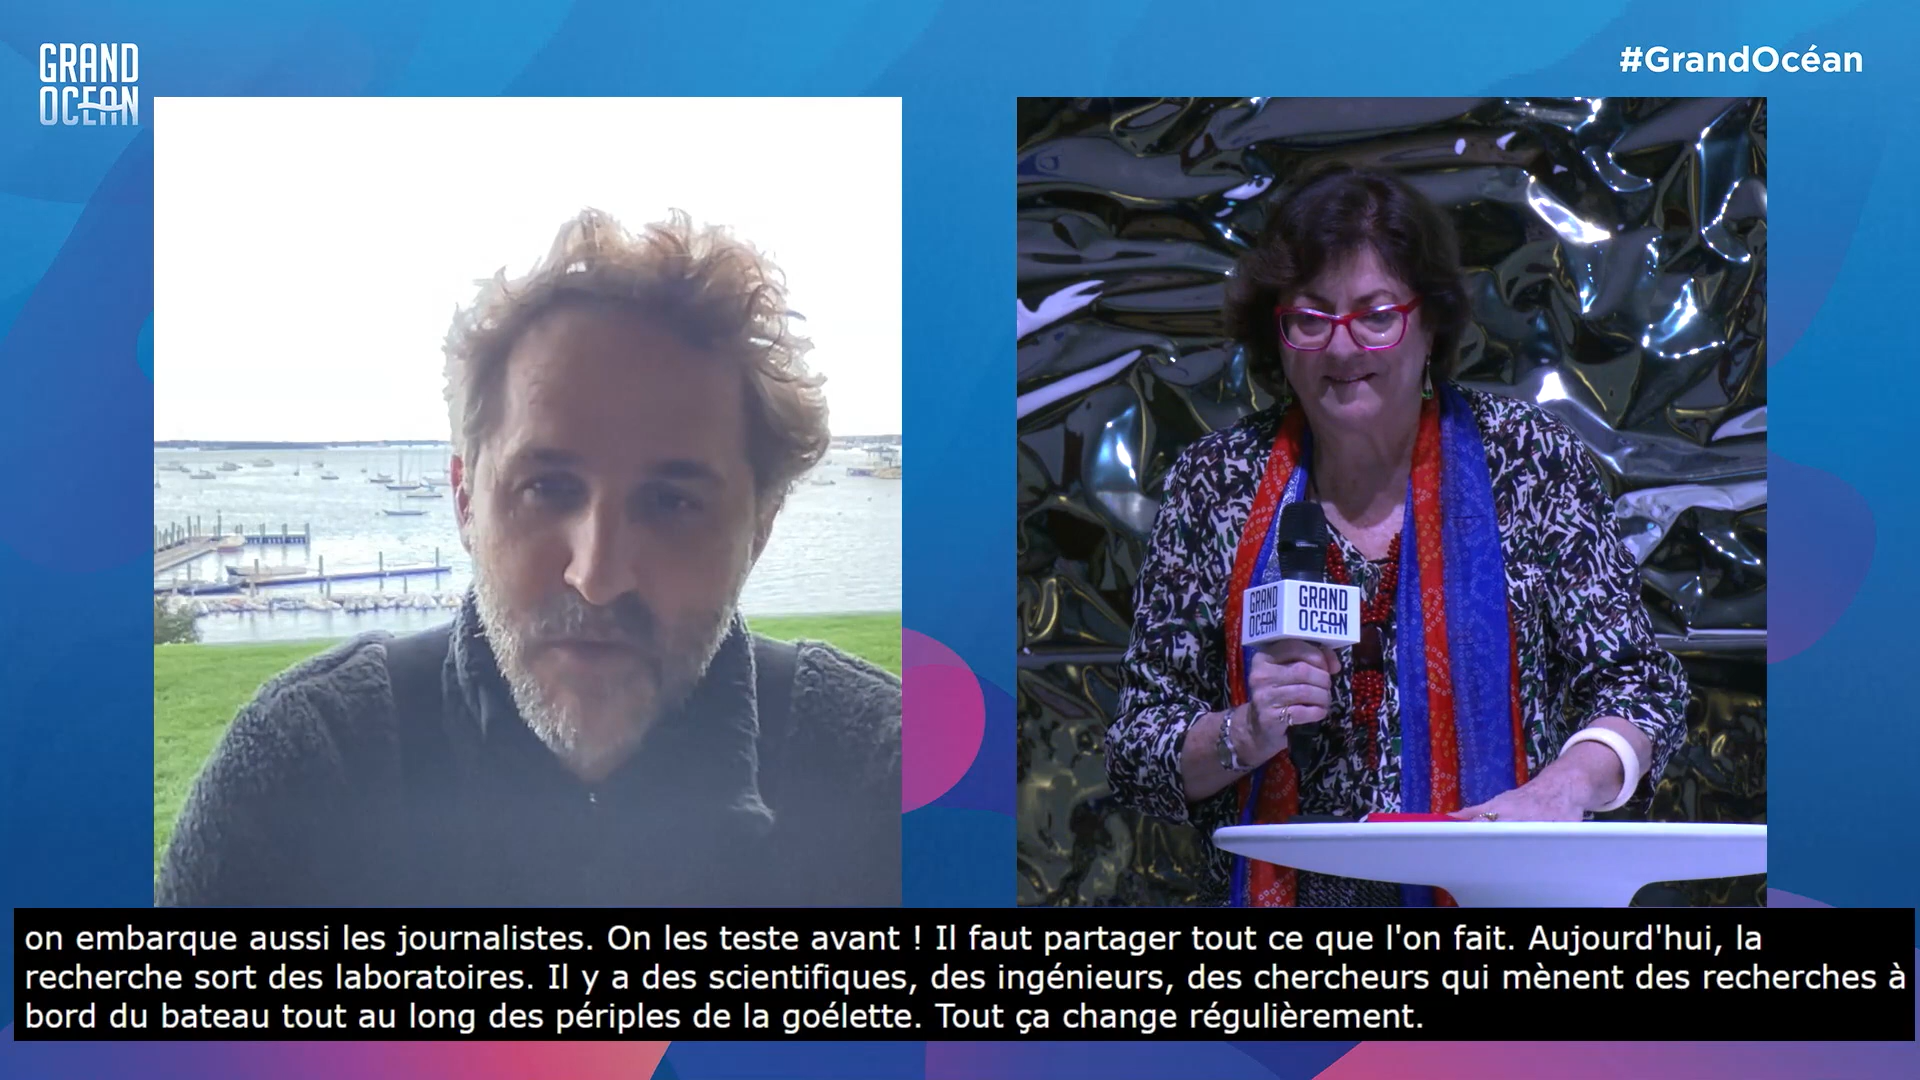 GRAND
OCEAN
#GrandOcéan
GRAND
OCEAN
GRAND
OCEAN
on embarque aussi les journalistes. On les teste avant ! Il faut partager tout ce que l'on fait. Aujourd'hui, la
recherche sort des laboratoires. Il y a des scientifiques, des ingénieurs, des chercheurs qui mènent des recherches à
bord du bateau tout au long des périples de la goélette. Tout ça change régulièrement.